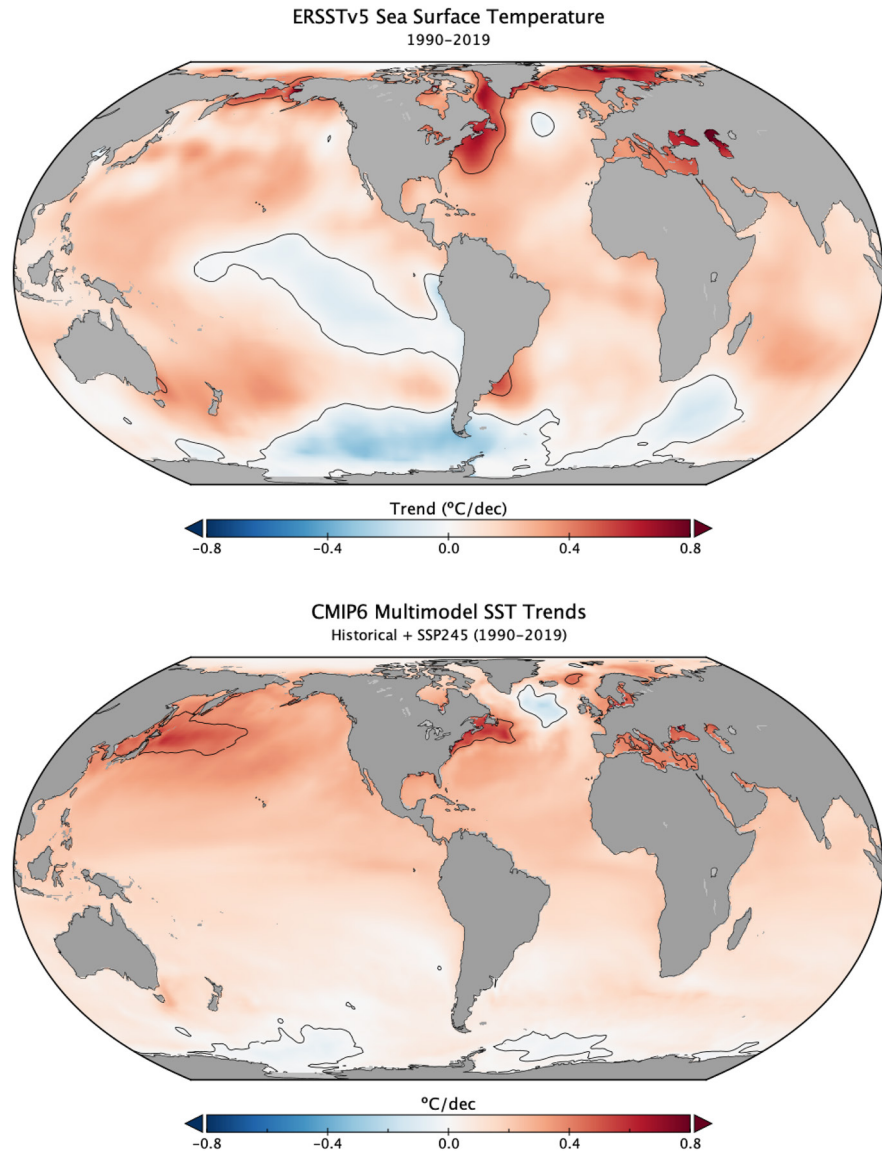 ERSSTv5 Sea Surface Temperature
1990–2019
Trend (ºC/dec)
−0.8 −0.4 0.0 0.4 0.8
CMIP6 Multimodel SST Trends
Historical + SSP245 (1990–2019)
ºC/dec
−0.8 −0.4 0.0 0.4 0.8